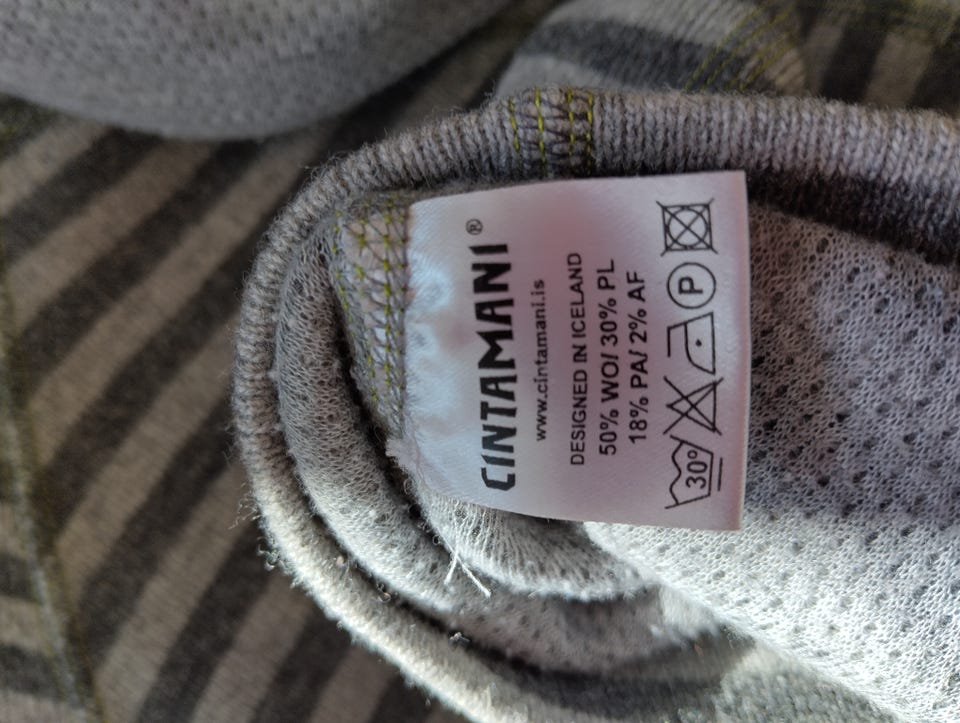 CINTAMANI®
www.cintamani.is
DESIGNED IN ICELAND
50% WO/ 30% PL
18% PA/ 2% AF
30° P